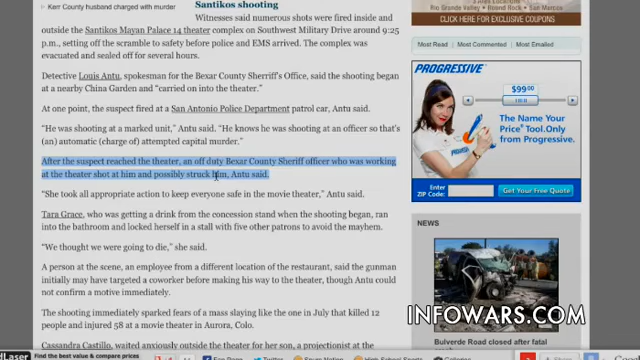 Kerr County husband charged with murder
Santikos shooting
Witnesses said numerous shots were fired inside and
outside the Santikos Mayan Palace 14 theater complex on Southwest Military Drive around 9:25
p.m., setting off the scramble to safety before police and EMS arrived. The complex was
evacuated and sealed off for several hours.
Detective Louis Antu, spokesman for the Bexar County Sherriff's Office, said the shooting began
at a nearby China Garden and "carried on into the theater."
At one point, the suspect fired at a San Antonio Police Department patrol car, Antu said.
"He was shooting at a marked unit," Antu said. "He knows he was shooting at an officer so that's
(an) automatic (charge of) attempted capital murder."
After the suspect reached the theater, an off duty Bexar County Sheriff officer who was working
at the theater shot at him and possibly struck him, Antu said.
"She took all appropriate action to keep everyone safe in the movie theater," Antu said.
Tara Grace, who was getting a drink from the concession stand when the shooting began, ran
into the bathroom and locked herself in a stall with five other patrons to avoid the mayhem.
"We thought we were going to die," she said.
A person at the scene, an employee from a different location of the restaurant, said the gunman
initially may have targeted a coworker before making his way to the theater, though Antu could
not confirm a motive immediately.
The shooting immediately sparked fears of a mass slaying like the one in July that killed 12
people and injured 58 at a movie theater in Aurora, Colo.
Cassandra Castillo, waited anxiously outside the theater for her son, a projectionist at the
CLICK HERE FOR EXCLUSIVE COUPONS
Most Read | Most Commented | Most Emailed
PROGRESSIVE
$99.00
The Name Your
Price® Tool. Only
from Progressive.
Enter
ZIP Code:
Get Quote
NEWS
INFOWARS.COM
Bulverde Road closed after fatal
Find the best value & compare prices
Fan Page
Twitter
Spurs Nation
High School Sports
Galleries